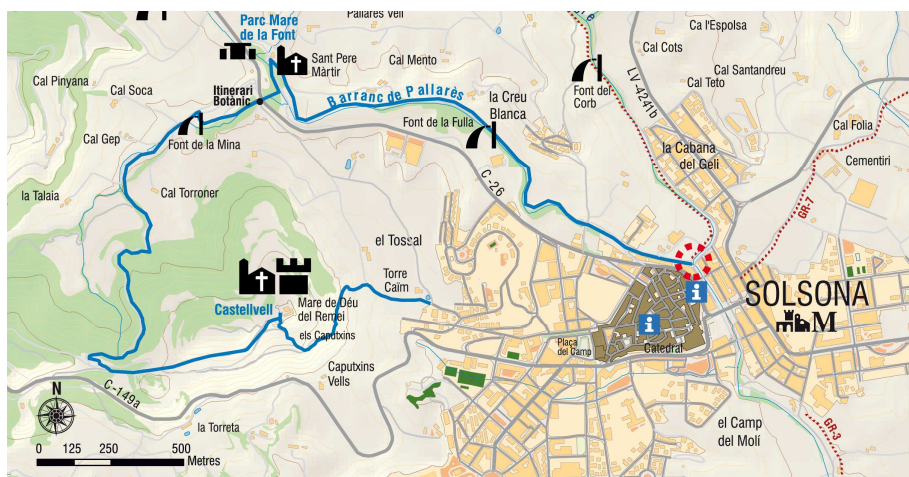 Pallarès Vell
Parc Mare
de la Font
Ca l'Espolsa
Cal Cots
Sant Pere
Màrtir
Cal Mento
Cal Pinyana
Cal Soca
Itinerari
Botànic
Barranc de Pallarès
la Creu
Blanca
Font del
Corb
LV-4241b
Cal Santandreu
Cal Teto
Font de la Fulla
Cal Gep
Font de la Mina
la Cabana
del Geli
Cal Folia
Cementiri
C-26
la Talaia
Cal Torroner
GR-7
el Tossal
Torre
Caïm
Castellvell
Mare de Déu
del Remei
els Caputxins
i
i
SOLSONA
M
Plaça
del Camp
Catedral
Caputxins
Vells
C-149a
N
la Torreta
el Camp
del Molí
GR-3
0 125 250 500
Metres